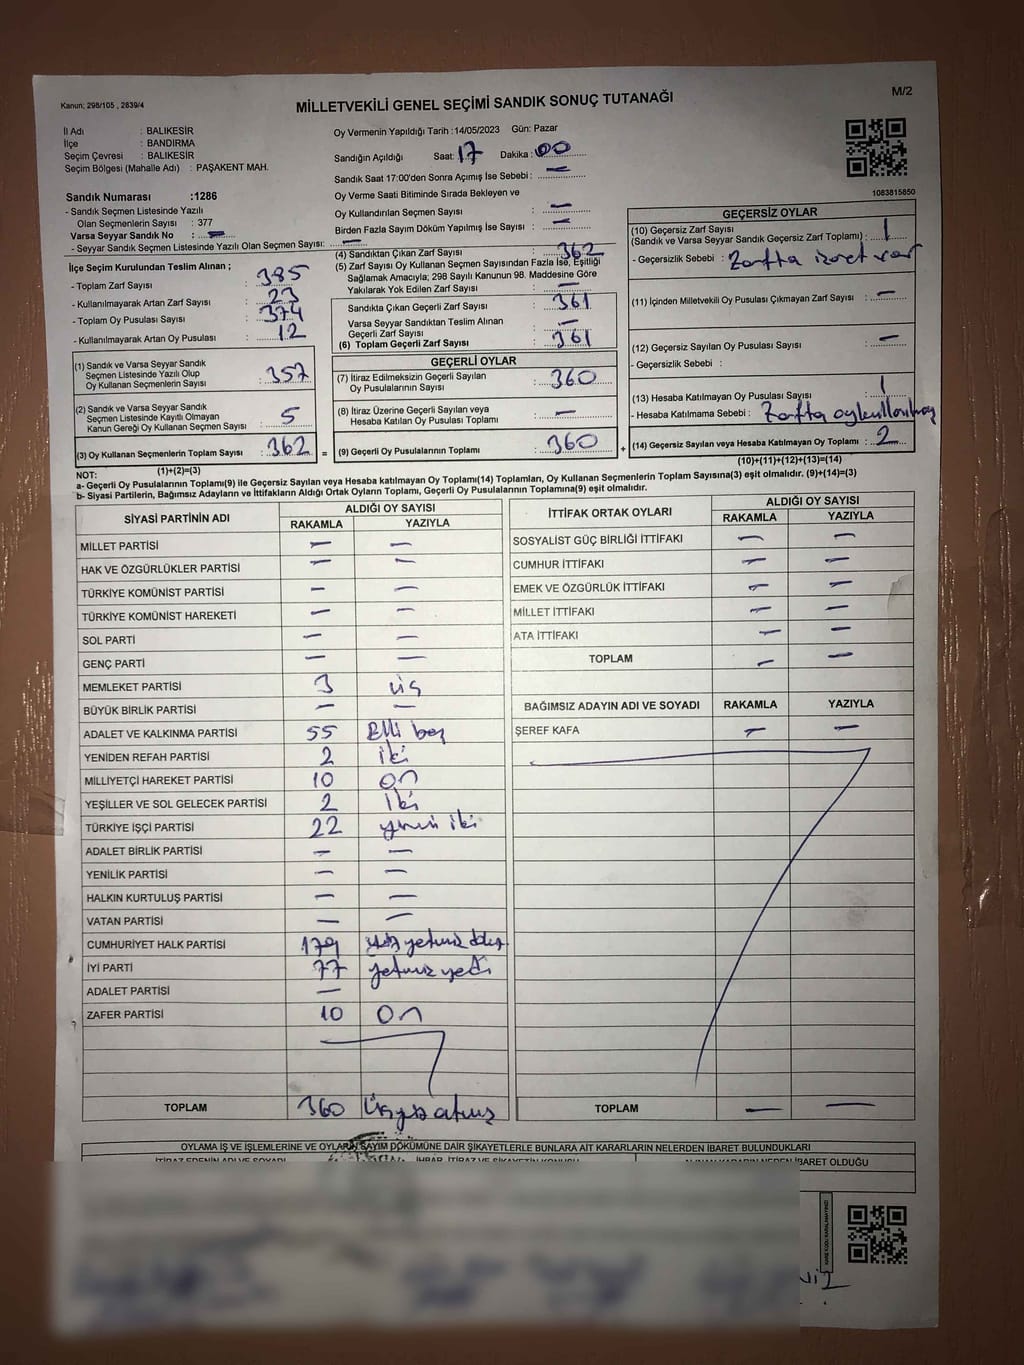 Kanun; 298/105 , 2839/4
MİLLETVEKİLİ GENEL SEÇİMİ SANDIK SONUÇ TUTANAĞI
M/2
İl Adı : BALIKESİR
İlçe : BANDIRMA
Seçim Çevresi : BALIKESİR
Seçim Bölgesi (Mahalle Adı) : PAŞAKENT MAH.
Oy Vermenin Yapıldığı Tarih :14/05/2023 Gün: Pazar
Sandığın Açıldığı Saat: 17 Dakika : 00
Sandık Saat 17:00'den Sonra Açımış İse Sebebi : —
Oy Verme Saati Bitiminde Sırada Bekleyen ve
Oy Kullandırılan Seçmen Sayısı : —
Birden Fazla Sayım Döküm Yapılmış İse Sayısı : —
1083815850
Sandık Numarası :1286
- Sandık Seçmen Listesinde Yazılı
Olan Seçmenlerin Sayısı : 377
Varsa Seyyar Sandık No : —
- Seyyar Sandık Seçmen Listesinde Yazılı Olan Seçmen Sayısı: —
İlçe Seçim Kurulundan Teslim Alınan ;
- Toplam Zarf Sayısı : 385
- Kullanılmayarak Artan Zarf Sayısı : 23
- Toplam Oy Pusulası Sayısı : 374
- Kullanılmayarak Artan Oy Pusulası : 12
(1) Sandık ve Varsa Seyyar Sandık
Seçmen Listesinde Yazılı Olup
Oy Kullanan Seçmenlerin Sayısı : 357
(2) Sandık ve Varsa Seyyar Sandık
Seçmen Listesinde Kayıtlı Olmayan
Kanun Gereği Oy Kullanan Seçmen Sayısı : 5
(3) Oy Kullanan Seçmenlerin Toplam Sayısı : 362 =
(1)+(2)=(3)
(4) Sandıktan Çıkan Zarf Sayısı : 362
(5) Zarf Sayısı Oy Kullanan Seçmen Sayısından Fazla İse, Eşitliği
Sağlamak Amacıyla; 298 Sayılı Kanunun 98. Maddesine Göre
Yakılarak Yok Edilen Zarf Sayısı : —
Sandıkta Çıkan Geçerli Zarf Sayısı : 361
Varsa Seyyar Sandıktan Teslim Alınan
Geçerli Zarf Sayısı : —
(6) Toplam Geçerli Zarf Sayısı : 361
GEÇERLİ OYLAR
(7) İtiraz Edilmeksizin Geçerli Sayılan
Oy Pusulalarının Sayısı : 360
(8) İtiraz Üzerine Geçerli Sayılan veya
Hesaba Katılan Oy Pusulası Toplamı : —
(9) Geçerli Oy Pusulalarının Toplamı : 360 +
GEÇERSİZ OYLAR
(10) Geçersiz Zarf Sayısı
(Sandık ve Varsa Seyyar Sandık Geçersiz Zarf Toplamı) : 1
- Geçersizlik Sebebi : Zarfta işaret var
(11) İçinden Milletvekili Oy Pusulası Çıkmayan Zarf Sayısı : —
(12) Geçersiz Sayılan Oy Pusulası Sayısı : —
- Geçersizlik Sebebi :
(13) Hesaba Katılmayan Oy Pusula Sayısı : 1
- Hesaba Katılmama Sebebi : Zarfta
(14) Geçersiz Sayılan veya Hesaba Katılmayan Oy Toplamı : 2
(10)+(11)+(12)+(13)=(14)
NOT:
a- Geçerli Oy Pusulalarının Toplamı(9) ile Geçersiz Sayılan veya Hesaba Katılmayan Oy Toplamı(14) Toplamları, Oy Kullanan Seçmenlerin Toplam Sayısına(3) eşit olmalıdır. (9)+(14)=(3)
b- Siyasi Partilerin, Bağımsız Adayların ve İttifakların Aldığı Ortak Oyların Toplamı, Geçerli Oy Pusulalarının Toplamına(9) eşit olmalıdır.
SİYASİ PARTİNİN ADI ALDIĞI OY SAYISI
RAKAMLA YAZIYLA
MİLLET PARTİSİ — —
HAK VE ÖZGÜRLÜKLER PARTİSİ — —
TÜRKİYE KOMÜNİST PARTİSİ — —
TÜRKİYE KOMÜNİST HAREKETİ — —
SOL PARTİ — —
GENÇ PARTİ — —
MEMLEKET PARTİSİ 3 üç
BÜYÜK BİRLİK PARTİSİ — —
ADALET VE KALKINMA PARTİSİ 55 Elli beş
YENİDEN REFAH PARTİSİ 2 iki
MİLLİYETÇİ HAREKET PARTİSİ 10 on
YEŞİLLER VE SOL GELECEK PARTİSİ 2 iki
TÜRKİYE İŞÇİ PARTİSİ 22 yirmi iki
ADALET BİRLİK PARTİSİ — —
YENİLİK PARTİSİ — —
HALKIN KURTULUŞ PARTİSİ — —
VATAN PARTİSİ — —
CUMHURİYET HALK PARTİSİ 179 yüz yetmiş dokuz
İYİ PARTİ 77 yetmiş yedi
ADALET PARTİSİ —
ZAFER PARTİSİ 10 on
TOPLAM 360 Üçyüz atmış
İTTİFAK ORTAK OYLARI ALDIĞI OY SAYISI
RAKAMLA YAZIYLA
SOSYALİST GÜÇ BİRLİĞİ İTTİFAKI — —
CUMHUR İTTİFAKI — —
EMEK VE ÖZGÜRLÜK İTTİFAKI — —
MİLLET İTTİFAKI — —
ATA İTTİFAKI — —
TOPLAM — —
BAĞIMSIZ ADAYIN ADI VE SOYADI RAKAMLA YAZIYLA
ŞEREF KAFA — —
TOPLAM — —
OYLAMA İŞ VE İŞLEMLERİNE VE OYLARIN SAYIM DÖKÜMÜNE DAİR ŞİKAYETLERLE BUNLARA AİT KARARLARIN NELERDEN İBARET BULUNDUKLARI
İTİRAZ EDENİN ADI VE SOYADI İHBAR, İTİRAZ VE ŞİKAYETİN KONUSU ALINAN KARARIN NEDEN İBARET OLDUĞU